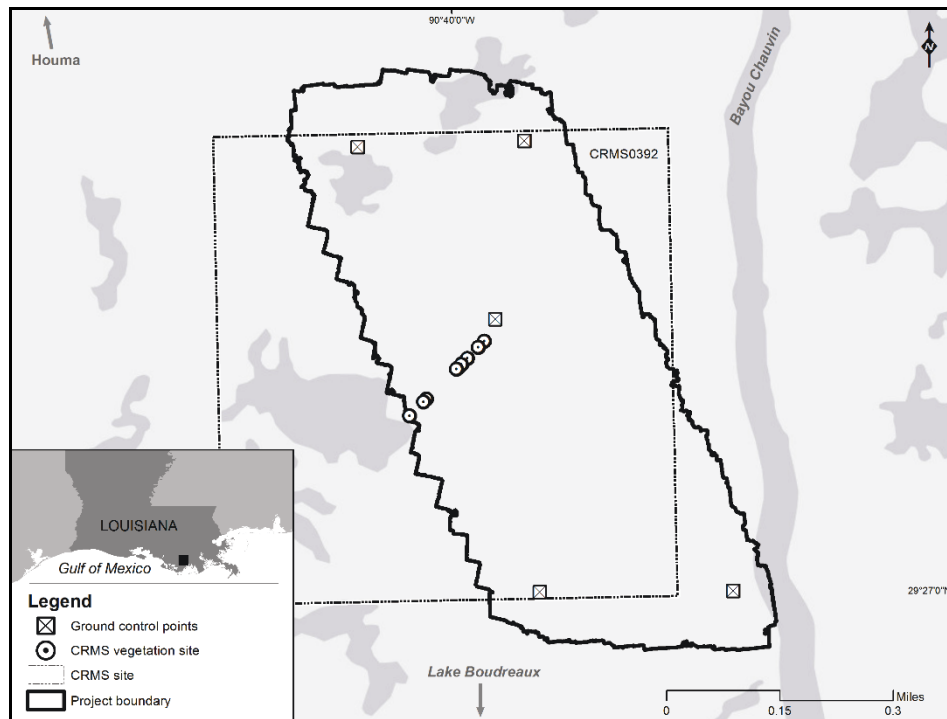 90°40'0"W
Houma
N
Bayou Chauvin
CRMS0392
29°27'0"N
LOUISIANA
Gulf of Mexico
Legend
Ground control points
CRMS vegetation site
CRMS site
Project boundary
Lake Boudreaux
Miles
0 0.15 0.3